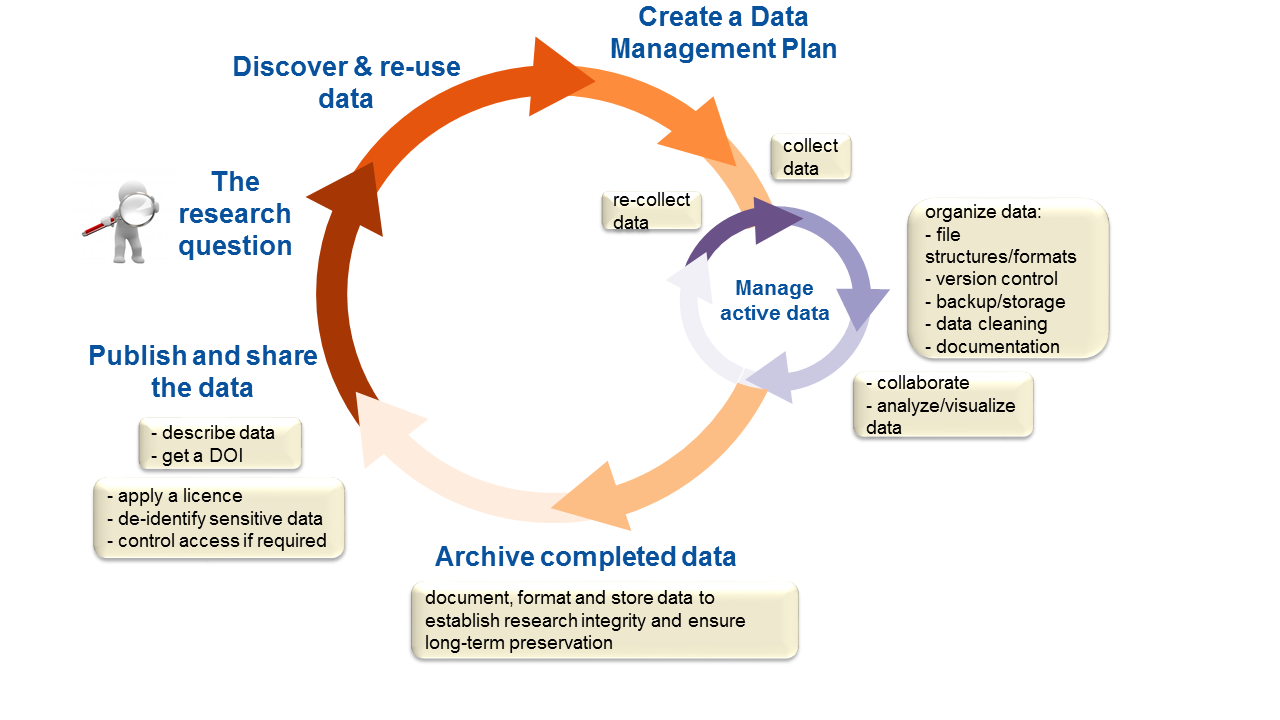 Create a Data
Management Plan
Discover & re-use
data
collect
data
The
research
question
re-collect
data
organize data:
- file
structures/formats
- version control
- backup/storage
- data cleaning
- documentation
Manage
active data
Publish and share
the data
- collaborate
- analyze/visualize
data
- describe data
- get a DOI
- apply a licence
- de-identify sensitive data
- control access if required
Archive completed data
document, format and store data to
establish research integrity and ensure
long-term preservation